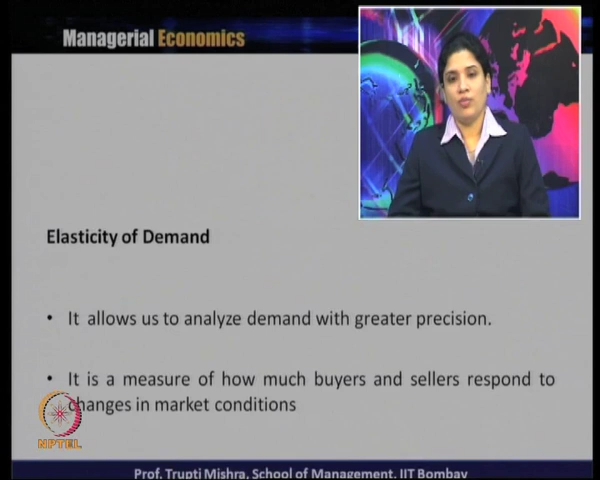 Managerial Economics
Elasticity of Demand
• It allows us to analyze demand with greater precision.
• It is a measure of how much buyers and sellers respond to
changes in market conditions
NPTEL
Prof. Trupti Mishra, School of Management, IIT Bombay